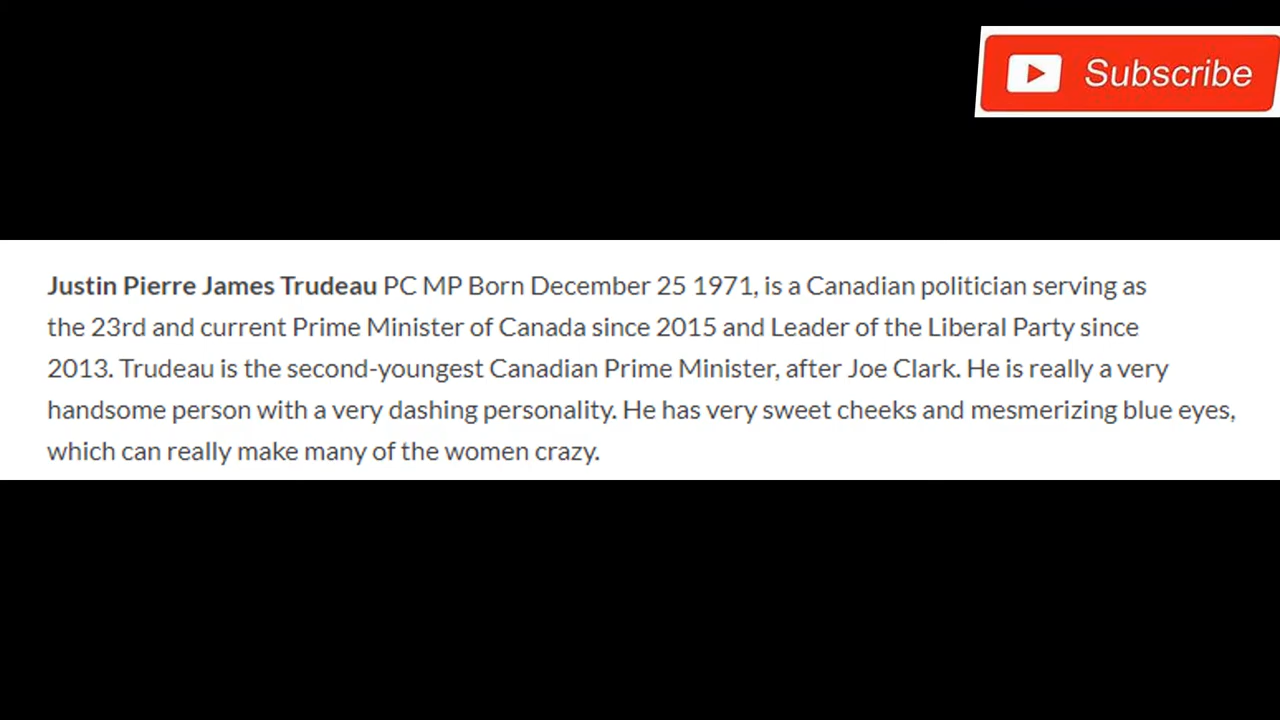 Subscribe
Justin Pierre James Trudeau PC MP Born December 25 1971, is a Canadian politician serving as
the 23rd and current Prime Minister of Canada since 2015 and Leader of the Liberal Party since
2013. Trudeau is the second-youngest Canadian Prime Minister, after Joe Clark. He is really a very
handsome person with a very dashing personality. He has very sweet cheeks and mesmerizing blue eyes,
which can really make many of the women crazy.